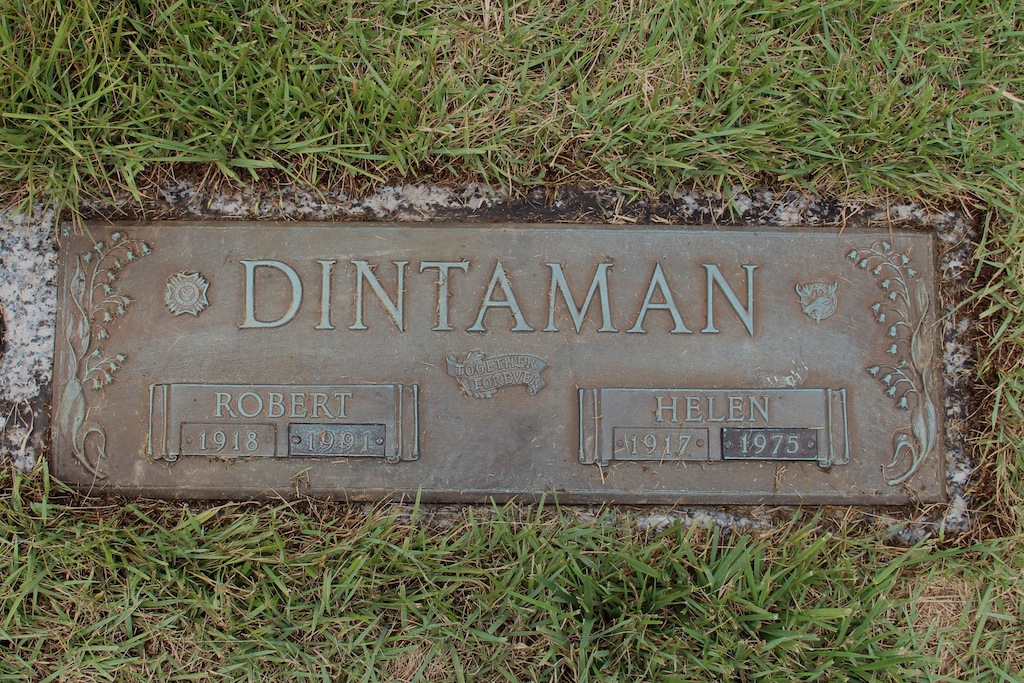 DINTAMAN
TOGETHER
FOREVER
ROBERT
1918 1991
HELEN
1917 1975